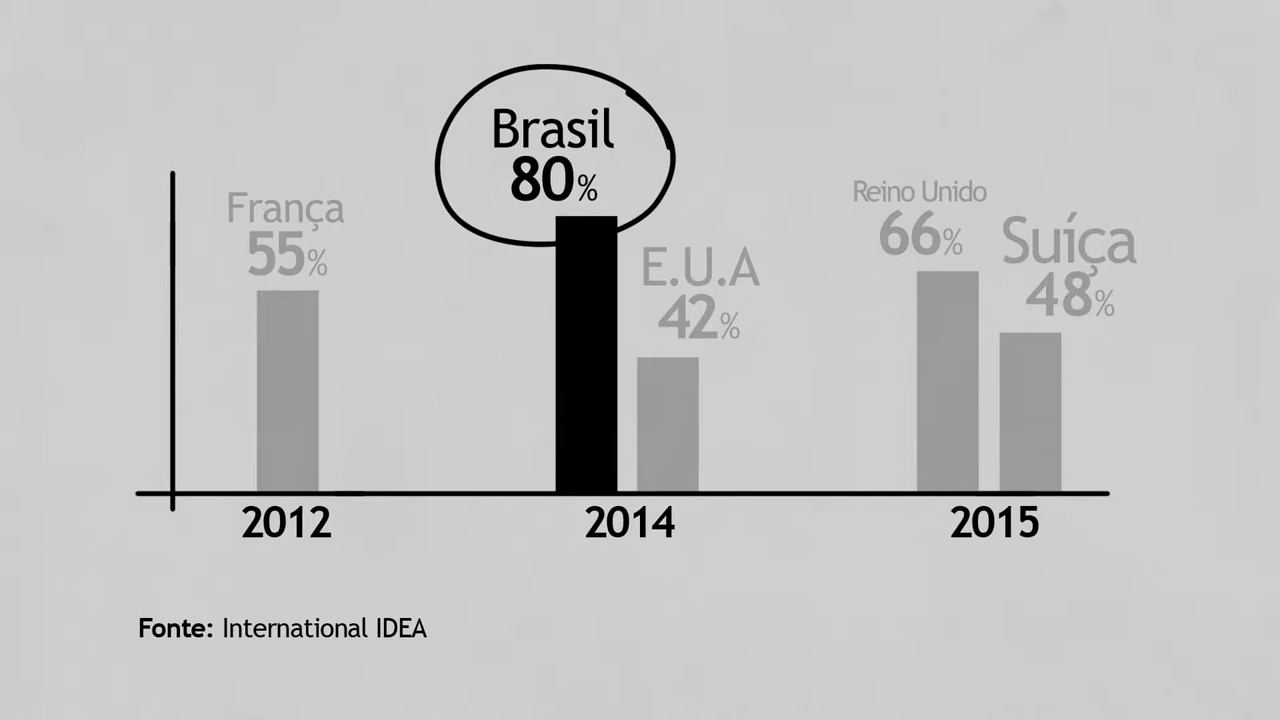 França
55%
Brasil
80%
E.U.A
42%
Reino Unido
66%
Suíça
48%
2012
2014
2015
Fonte: International IDEA